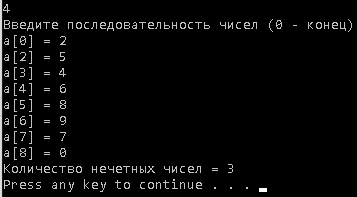 4
Введите последовательность чисел (0 - конец)
a[0] = 2
a[2] = 5
a[3] = 4
a[4] = 6
a[5] = 8
a[6] = 9
a[7] = 7
a[8] = 0
Количество нечетных чисел = 3
Press any key to continue . . .